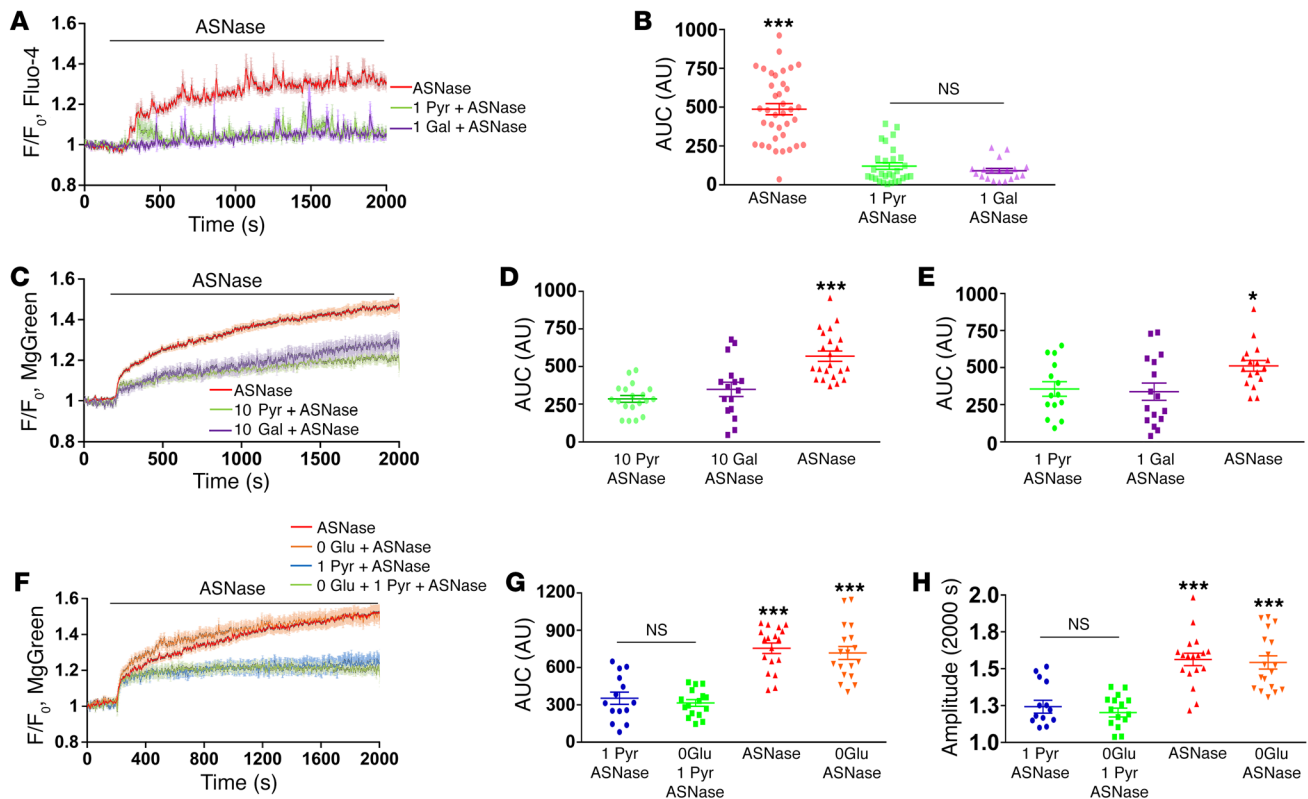 A
ASNase
F/F0, Fluo-4
1.6
1.4
1.2
1
0.8
0
500
1000
1500
2000
Time (s)
ASNase
1 Pyr + ASNase
1 Gal + ASNase
B
***
NS
AUC (AU)
1000
750
500
250
0
ASNase
1 Pyr
ASNase
1 Gal
ASNase
C
ASNase
F/F0, MgGreen
1.6
1.4
1.2
1
0.8
0
500
1000
1500
2000
Time (s)
ASNase
10 Pyr + ASNase
10 Gal + ASNase
D
***
AUC (AU)
1000
750
500
250
0
10 Pyr
ASNase
10 Gal
ASNase
ASNase
E
*
AUC (AU)
1000
750
500
250
0
1 Pyr
ASNase
1 Gal
ASNase
ASNase
F
ASNase
0 Glu + ASNase
1 Pyr + ASNase
0 Glu + 1 Pyr + ASNase
ASNase
F/F0, MgGreen
1.6
1.4
1.2
1
0.8
0
400
800
1200
1600
2000
Time (s)
G
NS
***
***
AUC (AU)
1200
900
600
300
0
1 Pyr
ASNase
0Glu
1 Pyr
ASNase
ASNase
0Glu
ASNase
H
NS
***
***
Amplitude (2000 s)
2.0
1.8
1.5
1.3
1.0
1 Pyr
ASNase
0Glu
1 Pyr
ASNase
ASNase
0Glu
ASNase